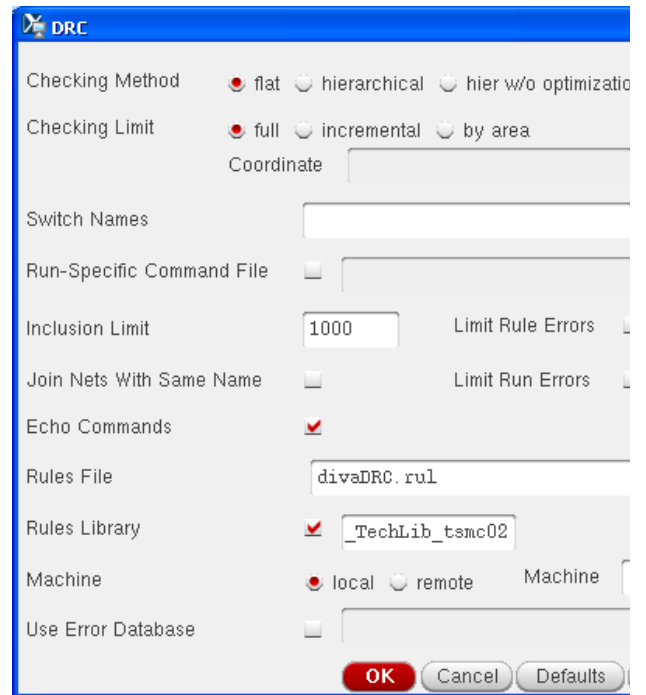 DRC
Checking Method flat hierarchical hier w/o optimizatio
Checking Limit full incremental by area
Coordinate
Switch Names
Run-Specific Command File
Inclusion Limit 1000 Limit Rule Errors
Join Nets With Same Name Limit Run Errors
Echo Commands
Rules File divaDRC.rul
Rules Library _TechLib_tsmc02
Machine local remote Machine
Use Error Database
OK Cancel Defaults